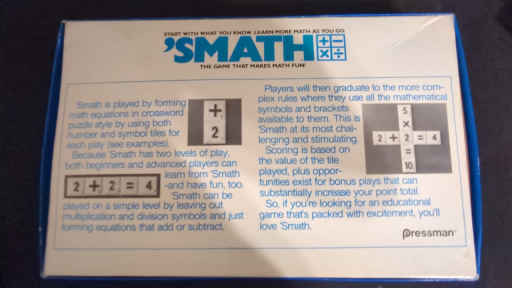 START WITH WHAT YOU KNOW. LEARN MORE MATH AS YOU GO.
'SMATH + − × ÷
THE GAME THAT MAKES MATH FUN!
'Smath is played by forming
math equations in crossword
puzzle style by using both
number and symbol tiles for
each play (see examples).
Because 'Smath has two levels of play,
both beginners and advanced players can
learn from 'Smath
-and have fun, too.
'Smath can be
played on a simple level by leaving out
multiplication and division symbols and just
forming equations that add or subtract.
+
2
2 + 2 = 4
Players will then graduate to the more com-
plex rules where they use all the mathematical
symbols and brackets
available to them. This is
'Smath at its most chal-
lenging and stimulating.
Scoring is based on
the value of the tile
played, plus oppor-
tunities exist for bonus plays that can
substantially increase your point total.
So, if you're looking for an educational
game that's packed with excitement, you'll
love 'Smath.
5
×
2 + 2 = 4
=
10
Pressman